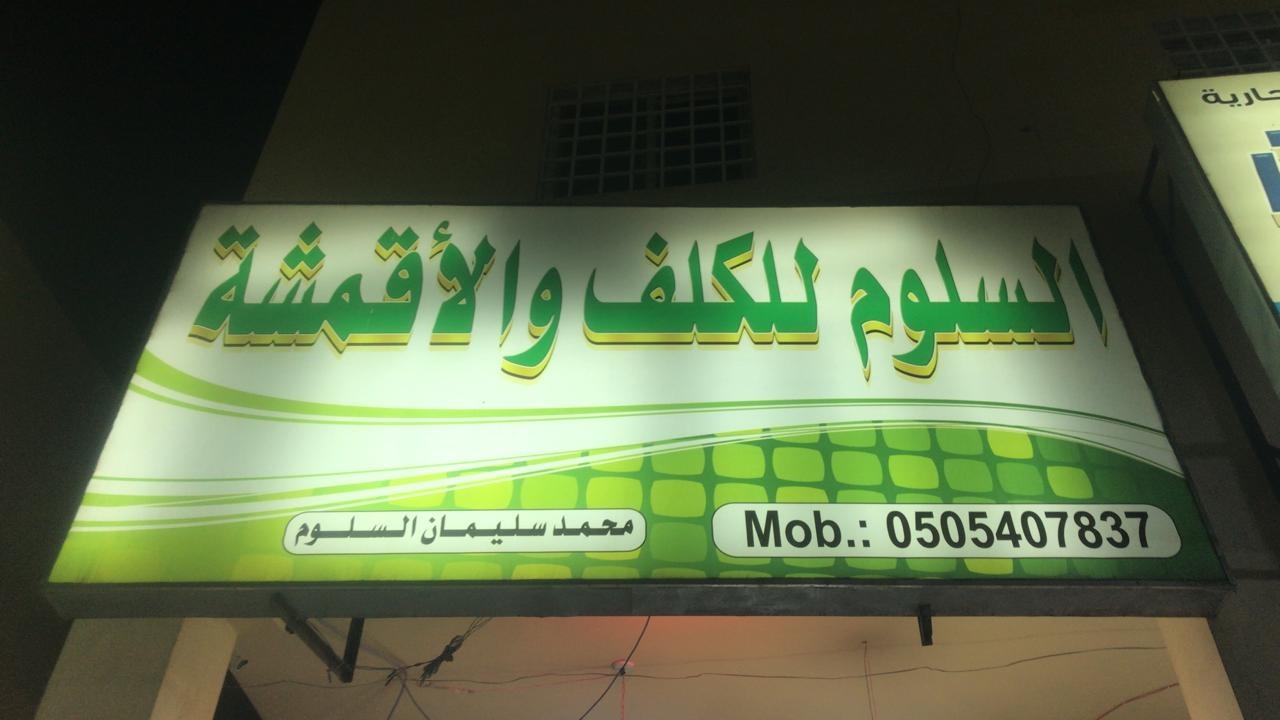 السلوم للكلف والأقمشة
محمد سليمان السلوم
Mob.: 0505407837